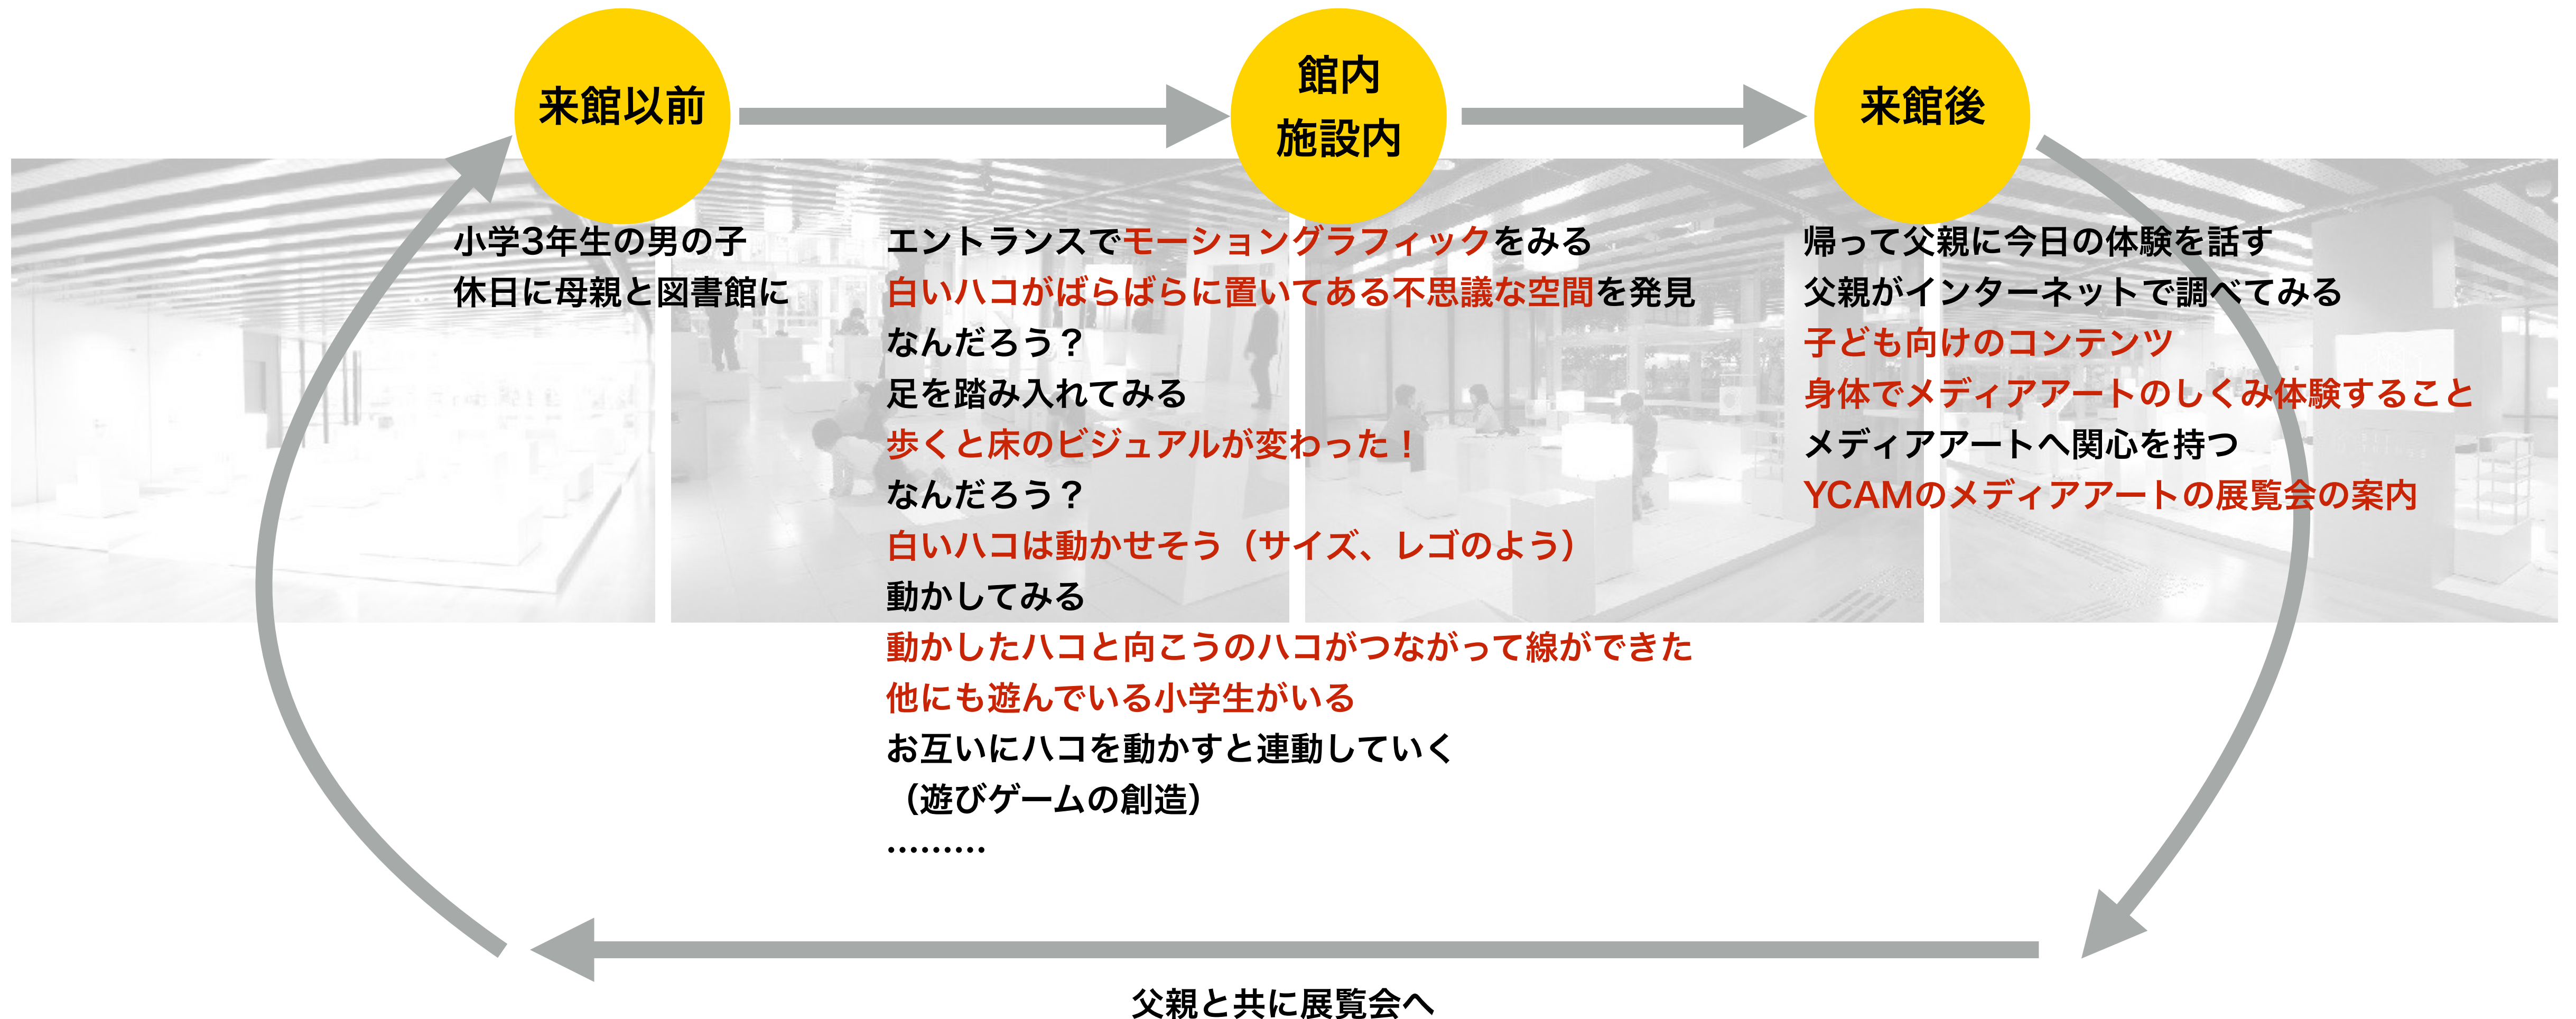 来館以前
館内
施設内
来館後
小学3年生の男の子
休日に母親と図書館に
エントランスでモーショングラフィックをみる
白いハコがばらばらに置いてある不思議な空間を発見
なんだろう？
足を踏み入れてみる
歩くと床のビジュアルが変わった！
なんだろう？
白いハコは動かせそう（サイズ、レゴのよう）
動かしてみる
動かしたハコと向こうのハコがつながって線ができた
他にも遊んでいる小学生がいる
お互いにハコを動かすと連動していく
（遊びゲームの創造）
………
帰って父親に今日の体験を話す
父親がインターネットで調べてみる
子ども向けのコンテンツ
身体でメディアアートのしくみ体験すること
メディアアートへ関心を持つ
YCAMのメディアアートの展覧会の案内
父親と共に展覧会へ